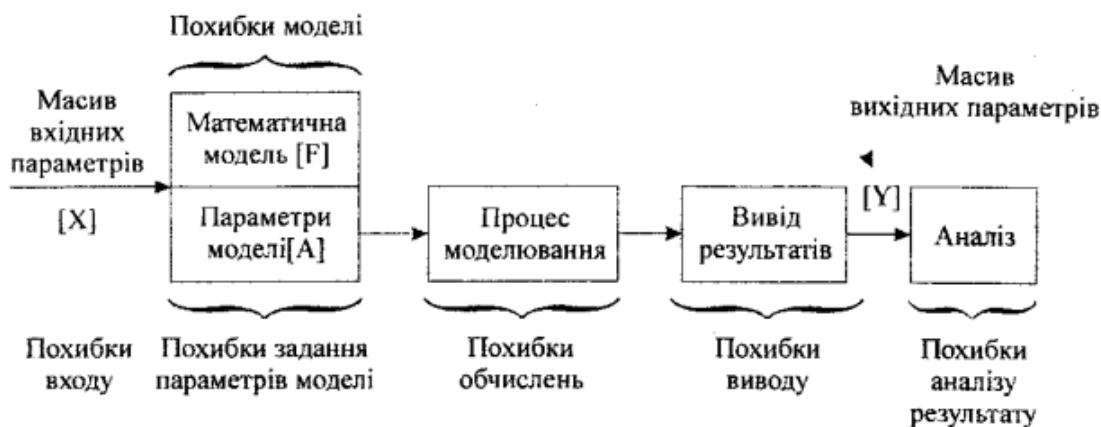 Похибки моделі
Масив
вхідних
параметрів
[X]
Математична
модель [F]
Параметри
моделі[A]
Процес
моделювання
Вивід
результатів
Масив
вихідних параметрів
[Y]
Аналіз
Похибки
входу
Похибки задання
параметрів моделі
Похибки
обчислень
Похибки
виводу
Похибки
аналізу
результату